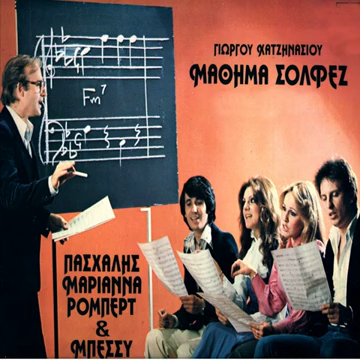 ΓΙΩΡΓΟΥ ΧΑΤΖΗΝΑΣΙΟΥ
ΜΑΘΗΜΑ ΣΟΛΦΕΖ
Fm7
ΠΑΣΧΑΛΗΣ
ΜΑΡΙΑΝΝΑ
ΡΟΜΠΕΡΤ
&
ΜΠΕΣΣΥ